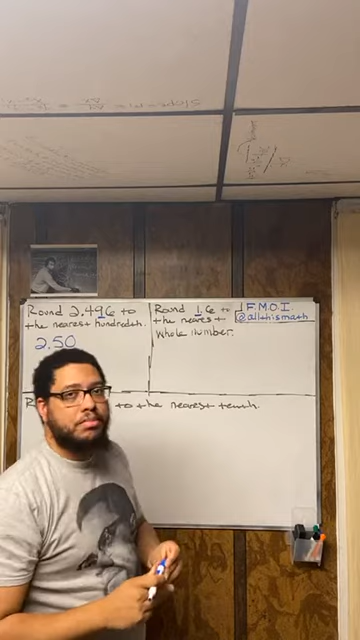 Round 2.496 to
the nearest hundredth.
2.50
Round 1.6 to
the nearest
whole number.
F.M.O.I
@allthismath
to the nearest tenth.